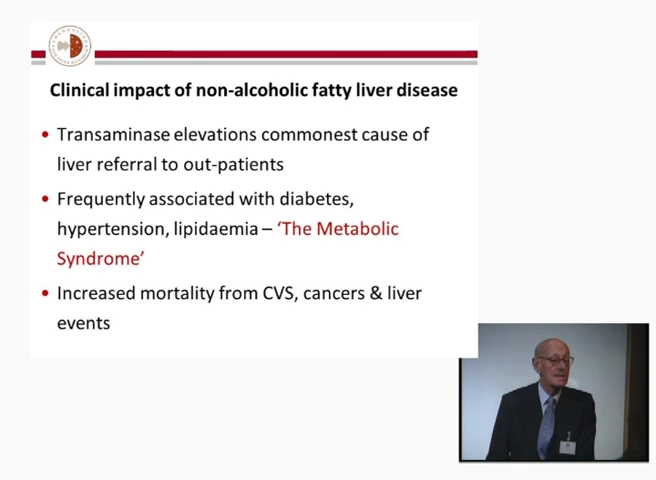 Clinical impact of non-alcoholic fatty liver disease
• Transaminase elevations commonest cause of
liver referral to out-patients
• Frequently associated with diabetes,
hypertension, lipidaemia – ‘The Metabolic
Syndrome’
• Increased mortality from CVS, cancers & liver
events